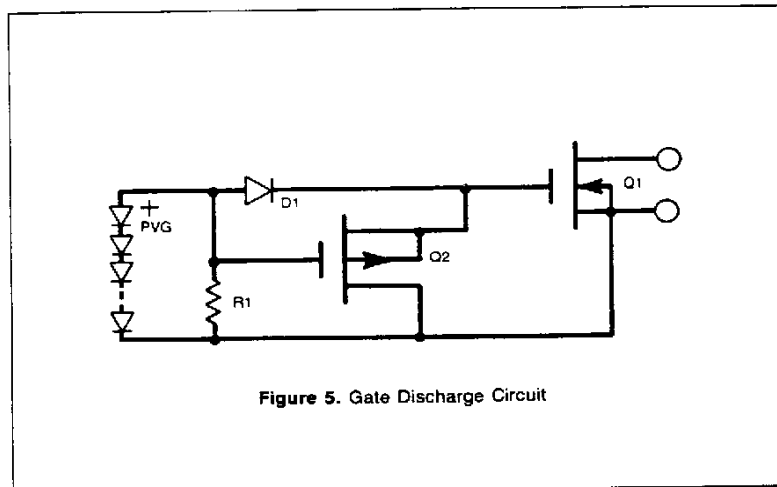 Q1
D1
+
PVG
Q2
R1
Figure 5. Gate Discharge Circuit